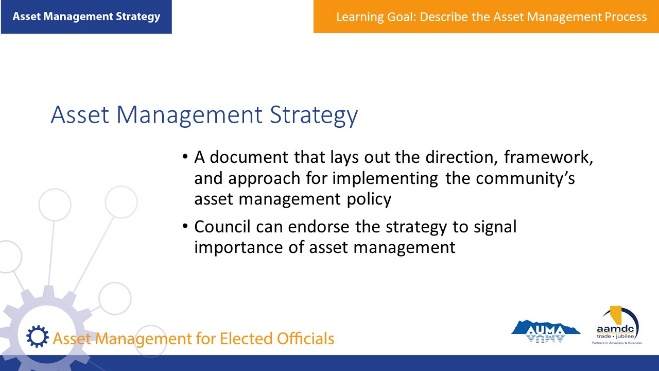 Asset Management Strategy
Learning Goal: Describe the Asset Management Process
Asset Management Strategy
• A document that lays out the direction, framework,
and approach for implementing the community's
asset management policy
• Council can endorse the strategy to signal
importance of asset management
Asset Management for Elected Officials
AUMA
aamdc
trade • jubilee